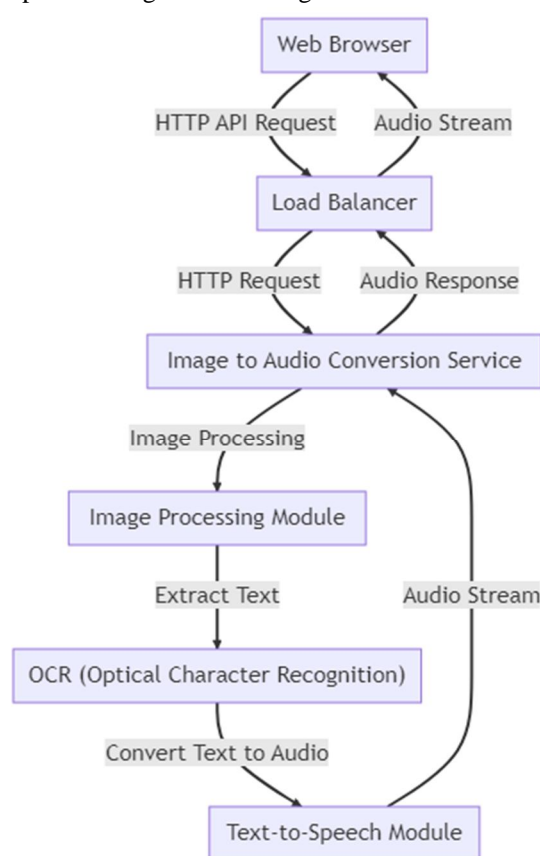 Web Browser
HTTP API Request
Audio Stream
Load Balancer
HTTP Request
Audio Response
Image to Audio Conversion Service
Image Processing
Image Processing Module
Extract Text
Audio Stream
OCR (Optical Character Recognition)
Convert Text to Audio
Text-to-Speech Module